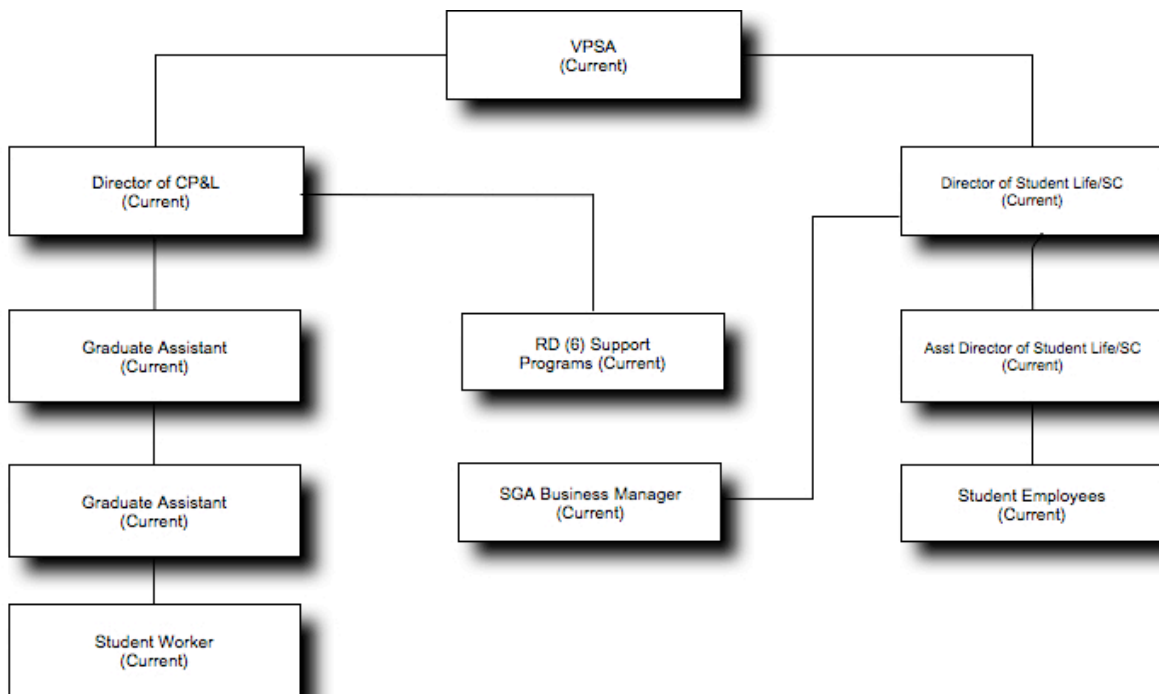 VPSA
(Current)
Director of CP&L
(Current)
Director of Student Life/SC
(Current)
Graduate Assistant
(Current)
RD (6) Support
Programs (Current)
Asst Director of Student Life/SC
(Current)
Graduate Assistant
(Current)
SGA Business Manager
(Current)
Student Employees
(Current)
Student Worker
(Current)